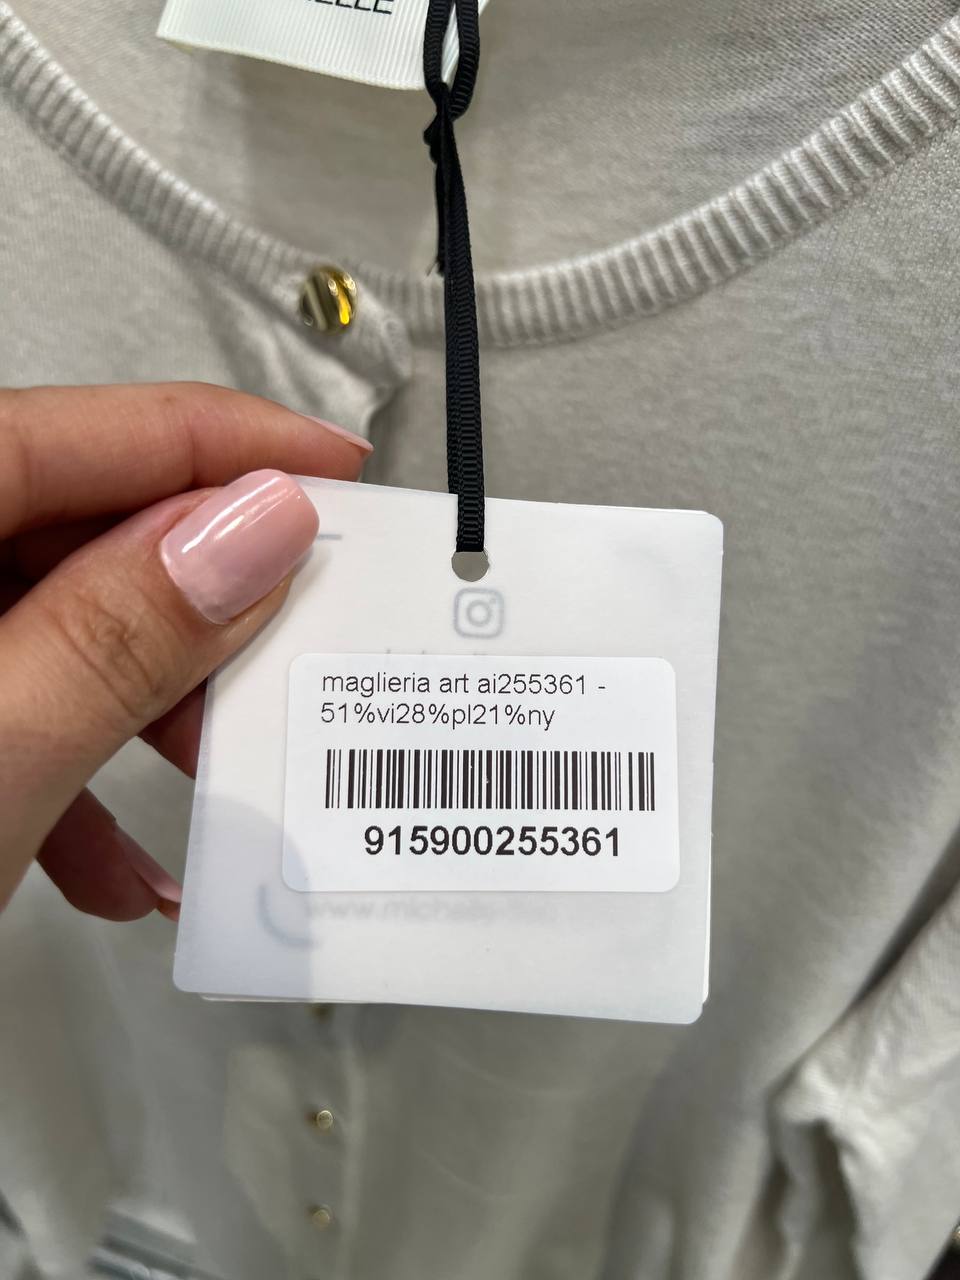 maglieria art ai255361 -
51%vi28%pl21%ny
915900255361